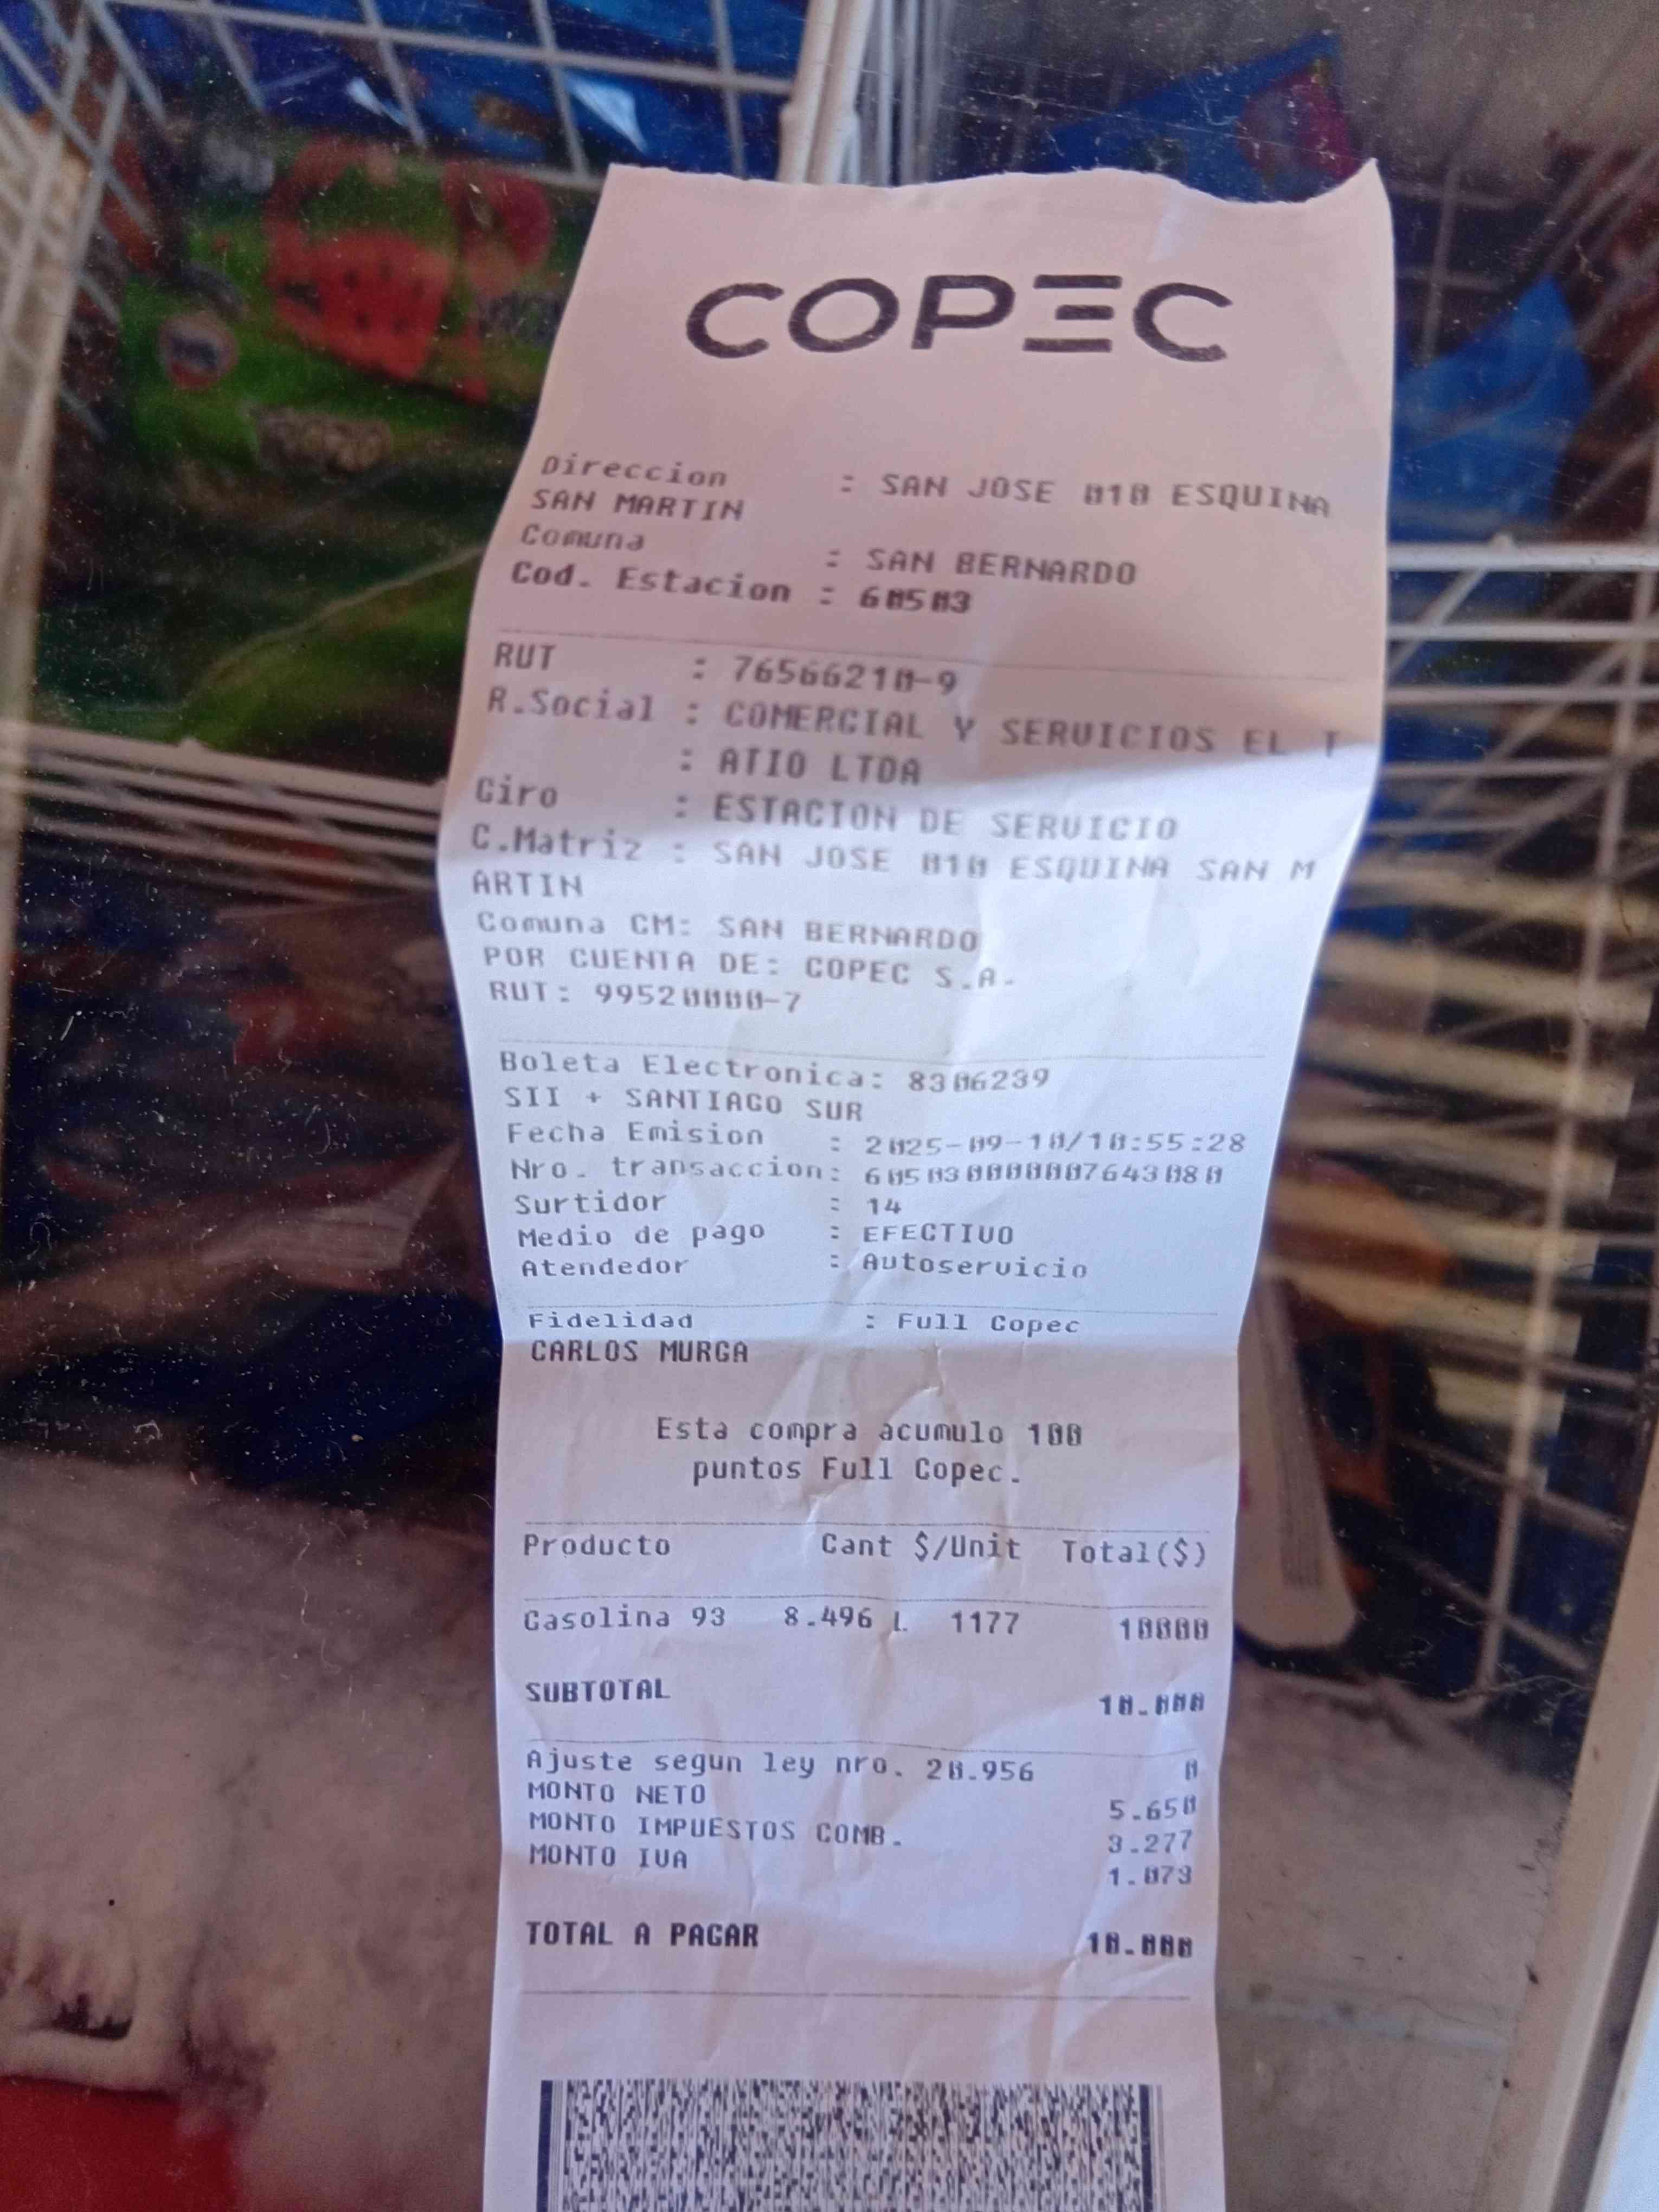 COPEC
Direccion : SAN JOSE 010 ESQUINA
SAN MARTIN
Comuna : SAN BERNARDO
Cod. Estacion : 60503
RUT : 76566210-9
R.Social : COMERCIAL Y SERVICIOS EL T
: ATIO LTDA
Giro : ESTACION DE SERVICIO
C.Matriz : SAN JOSE 010 ESQUINA SAN M
ARTIN
Comuna CM: SAN BERNARDO
POR CUENTA DE: COPEC S.A.
RUT: 99520000-7
Boleta Electronica: 8306239
SII + SANTIAGO SUR
Fecha Emision : 2025-09-10/10:55:28
Nro. transaccion: 6050300000007643080
Surtidor : 14
Medio de pago : EFECTIVO
Atendedor : Autoservicio
Fidelidad : Full Copec
CARLOS MURGA
Esta compra acumulo 100
puntos Full Copec.
Producto Cant $/Unit Total($)
Gasolina 93 8.496 L 1177 10000
SUBTOTAL 10.000
Ajuste segun ley nro. 20.956 0
MONTO NETO 5.650
MONTO IMPUESTOS COMB. 3.277
MONTO IVA 1.073
TOTAL A PAGAR 10.000